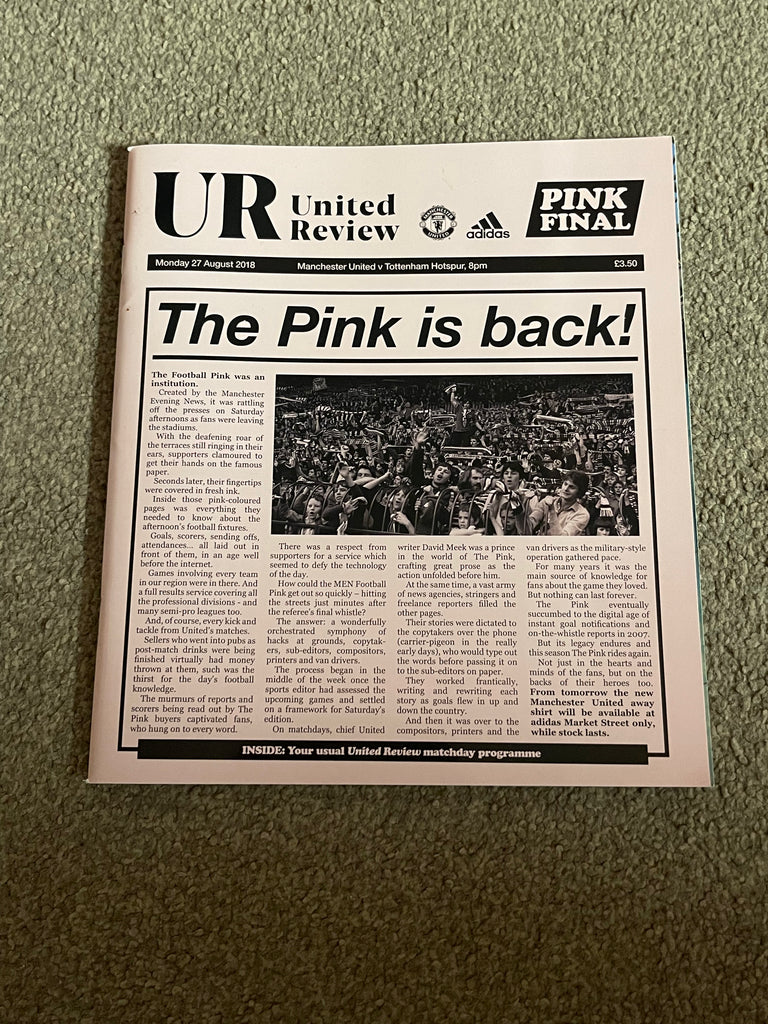 UR United
Review
MANCHESTER
UNITED
adidas
PINK
FINAL
Monday 27 August 2018 Manchester United v Tottenham Hotspur, 8pm £3.50
The Pink is back!
The Football Pink was an
institution.
Created by the Manchester
Evening News, it was rattling
off the presses on Saturday
afternoons as fans were leaving
the stadiums.
With the deafening roar of
the terraces still ringing in their
ears, supporters clamoured to
get their hands on the famous
paper.
Seconds later, their fingertips
were covered in fresh ink.
Inside those pink-coloured
pages was everything they
needed to know about the
afternoon's football fixtures.
Goals, scorers, sending offs,
attendances... all laid out in
front of them, in an age well
before the internet.
Games involving every team
in our region were in there. And
a full results service covering all
the professional divisions - and
many semi-pro leagues too.
And, of course, every kick and
tackle from United's matches.
Sellers who went into pubs as
post-match drinks were being
finished virtually had money
thrown at them, such was the
thirst for the day's football
knowledge.
The murmurs of reports and
scorers being read out by The
Pink buyers captivated fans,
who hung on to every word.
There was a respect from
supporters for a service which
seemed to defy the technology
of the day.
How could the MEN Football
Pink get out so quickly – hitting
the streets just minutes after
the referee's final whistle?
The answer: a wonderfully
orchestrated symphony of
hacks at grounds, copytak-
ers, sub-editors, compositors,
printers and van drivers.
The process began in the
middle of the week once the
sports editor had assessed the
upcoming games and settled
on a framework for Saturday's
edition.
On matchdays, chief United
writer David Meek was a prince
in the world of The Pink,
crafting great prose as the
action unfolded before him.
At the same time, a vast army
of news agencies, stringers and
freelance reporters filled the
other pages.
Their stories were dictated to
the copytakers over the phone
(carrier-pigeon in the really
early days), who would type out
the words before passing it on
to the sub-editors on paper.
They worked frantically,
writing and rewriting each
story as goals flew in up and
down the country.
And then it was over to the
compositors, printers and the
van drivers as the military-style
operation gathered pace.
For many years it was the
main source of knowledge for
fans about the game they loved.
But nothing can last forever.
The Pink eventually
succumbed to the digital age of
instant goal notifications and
on-the-whistle reports in 2007.
But its legacy endures and
this season The Pink rides again.
Not just in the hearts and
minds of the fans, but on the
backs of their heroes too.
From tomorrow the new
Manchester United away
shirt will be available at
adidas Market Street only,
while stock lasts.
INSIDE: Your usual United Review matchday programme